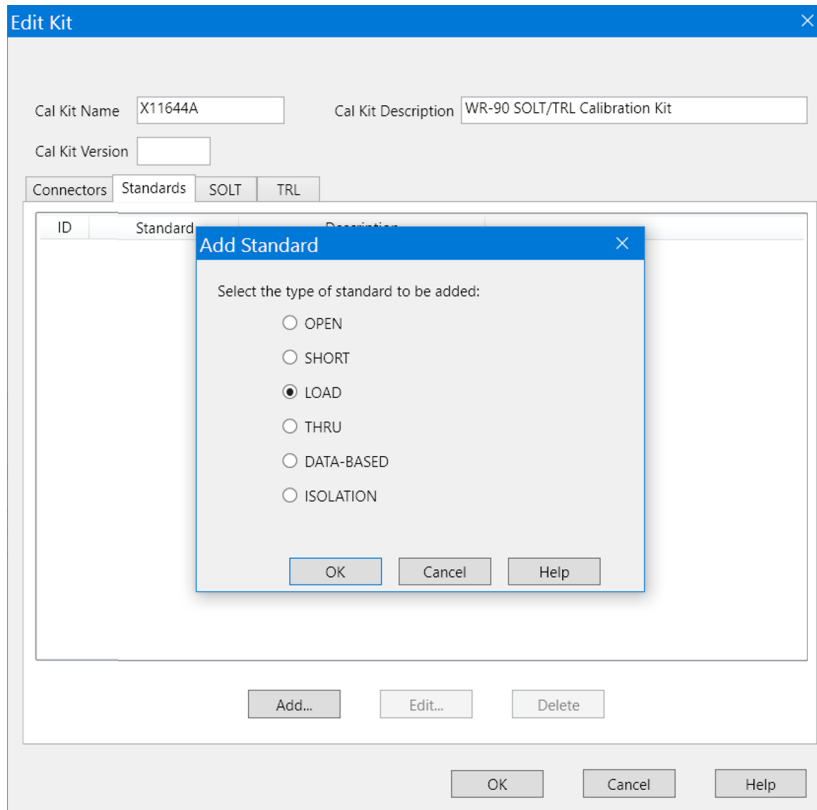 Edit Kit
Cal Kit Name X11644A Cal Kit Description WR-90 SOLT/TRL Calibration Kit
Cal Kit Version
Connectors Standards SOLT TRL
ID Standard Description
Add Standard
Select the type of standard to be added:
OPEN
SHORT
LOAD
THRU
DATA-BASED
ISOLATION
OK Cancel Help
Add... Edit... Delete
OK Cancel Help